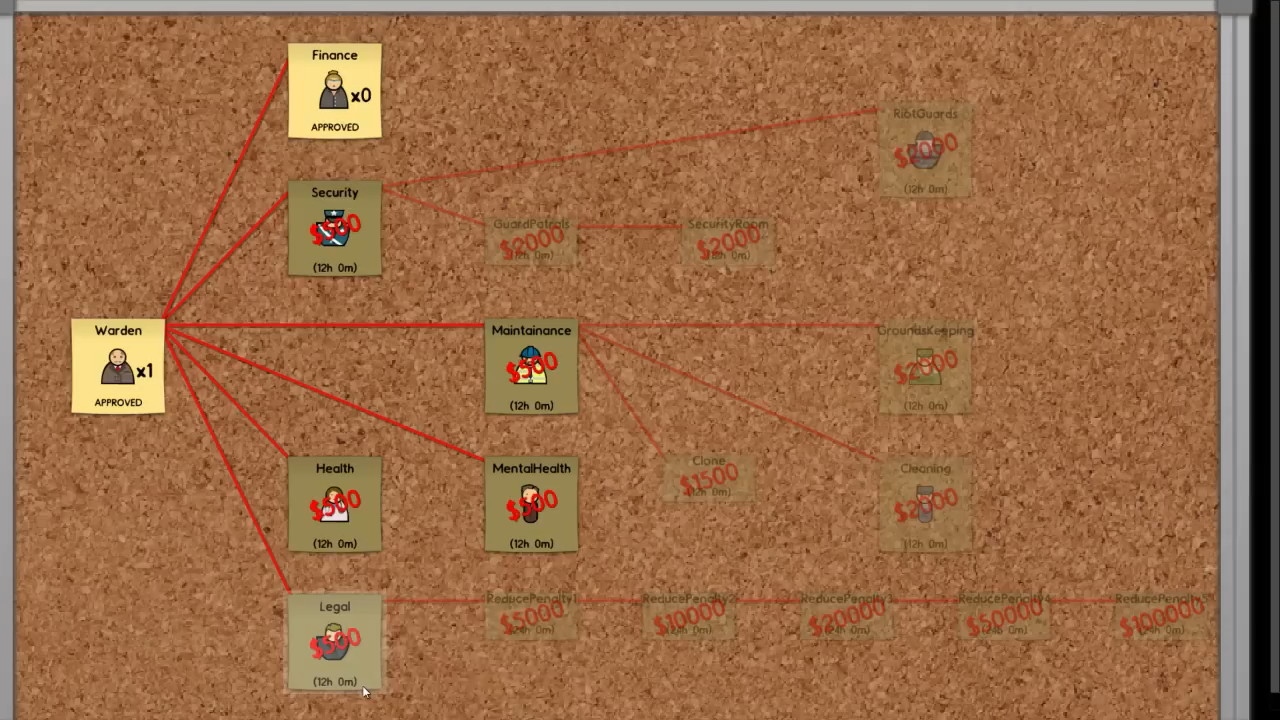 Finance
x0
APPROVED
RiotGuards
$2000
(12h 0m)
Security
$500
(12h 0m)
GuardPatrols
$2000
SecurityRoom
$2000
Warden
x1
APPROVED
Maintainance
$500
(12h 0m)
GroundsKeeping
$2000
(12h 0m)
Health
$500
(12h 0m)
MentalHealth
$500
(12h 0m)
Clone
$1500
(12h 0m)
Cleaning
$2000
(12h 0m)
Legal
$500
(12h 0m)
ReducePenalty1
$5000
ReducePenalty2
$10000
ReducePenalty3
$20000
ReducePenalty4
$50000
ReducePenalty5
$100000